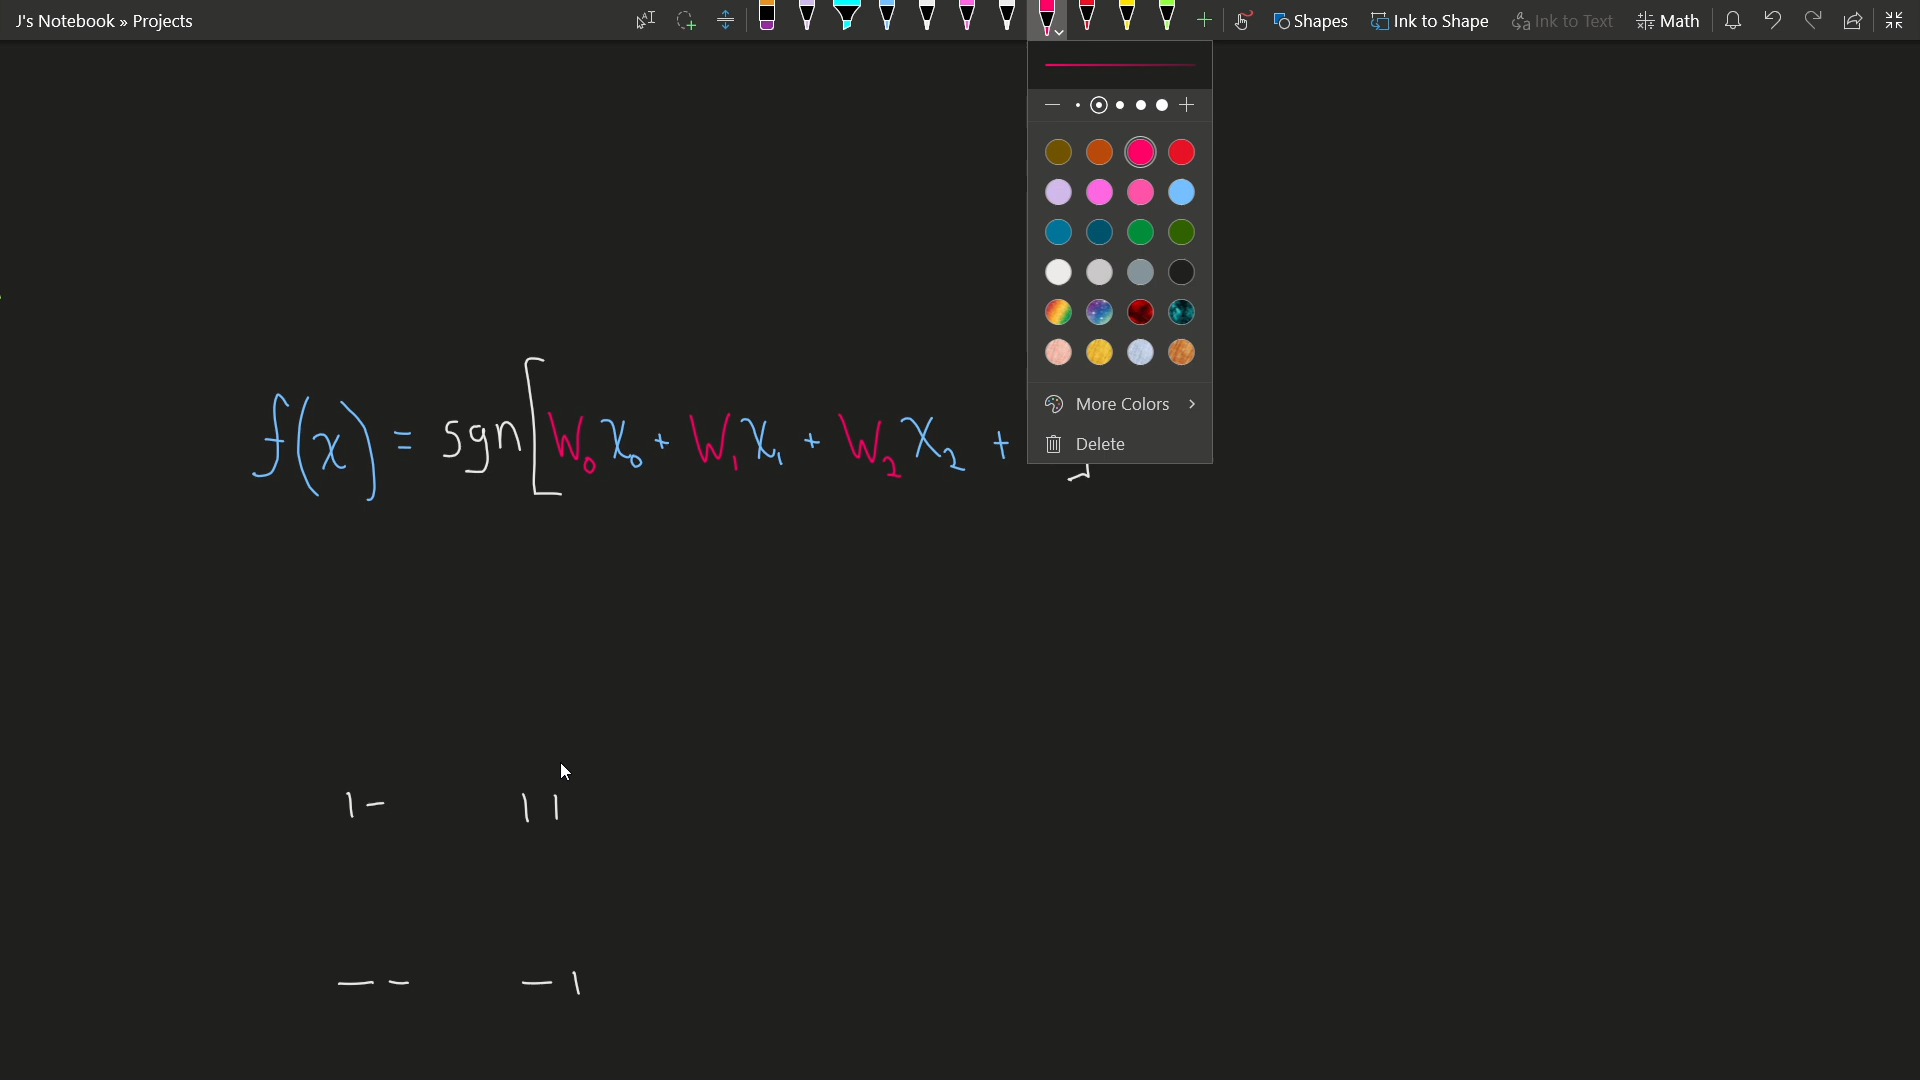 J's Notebook » Projects Shapes Ink to Shape Ink to Text Math
More Colors
Delete
f(x) = sgn[W₀x₀ + W₁x₁ + W₂x₂ +
1 - 1 1
- - - 1